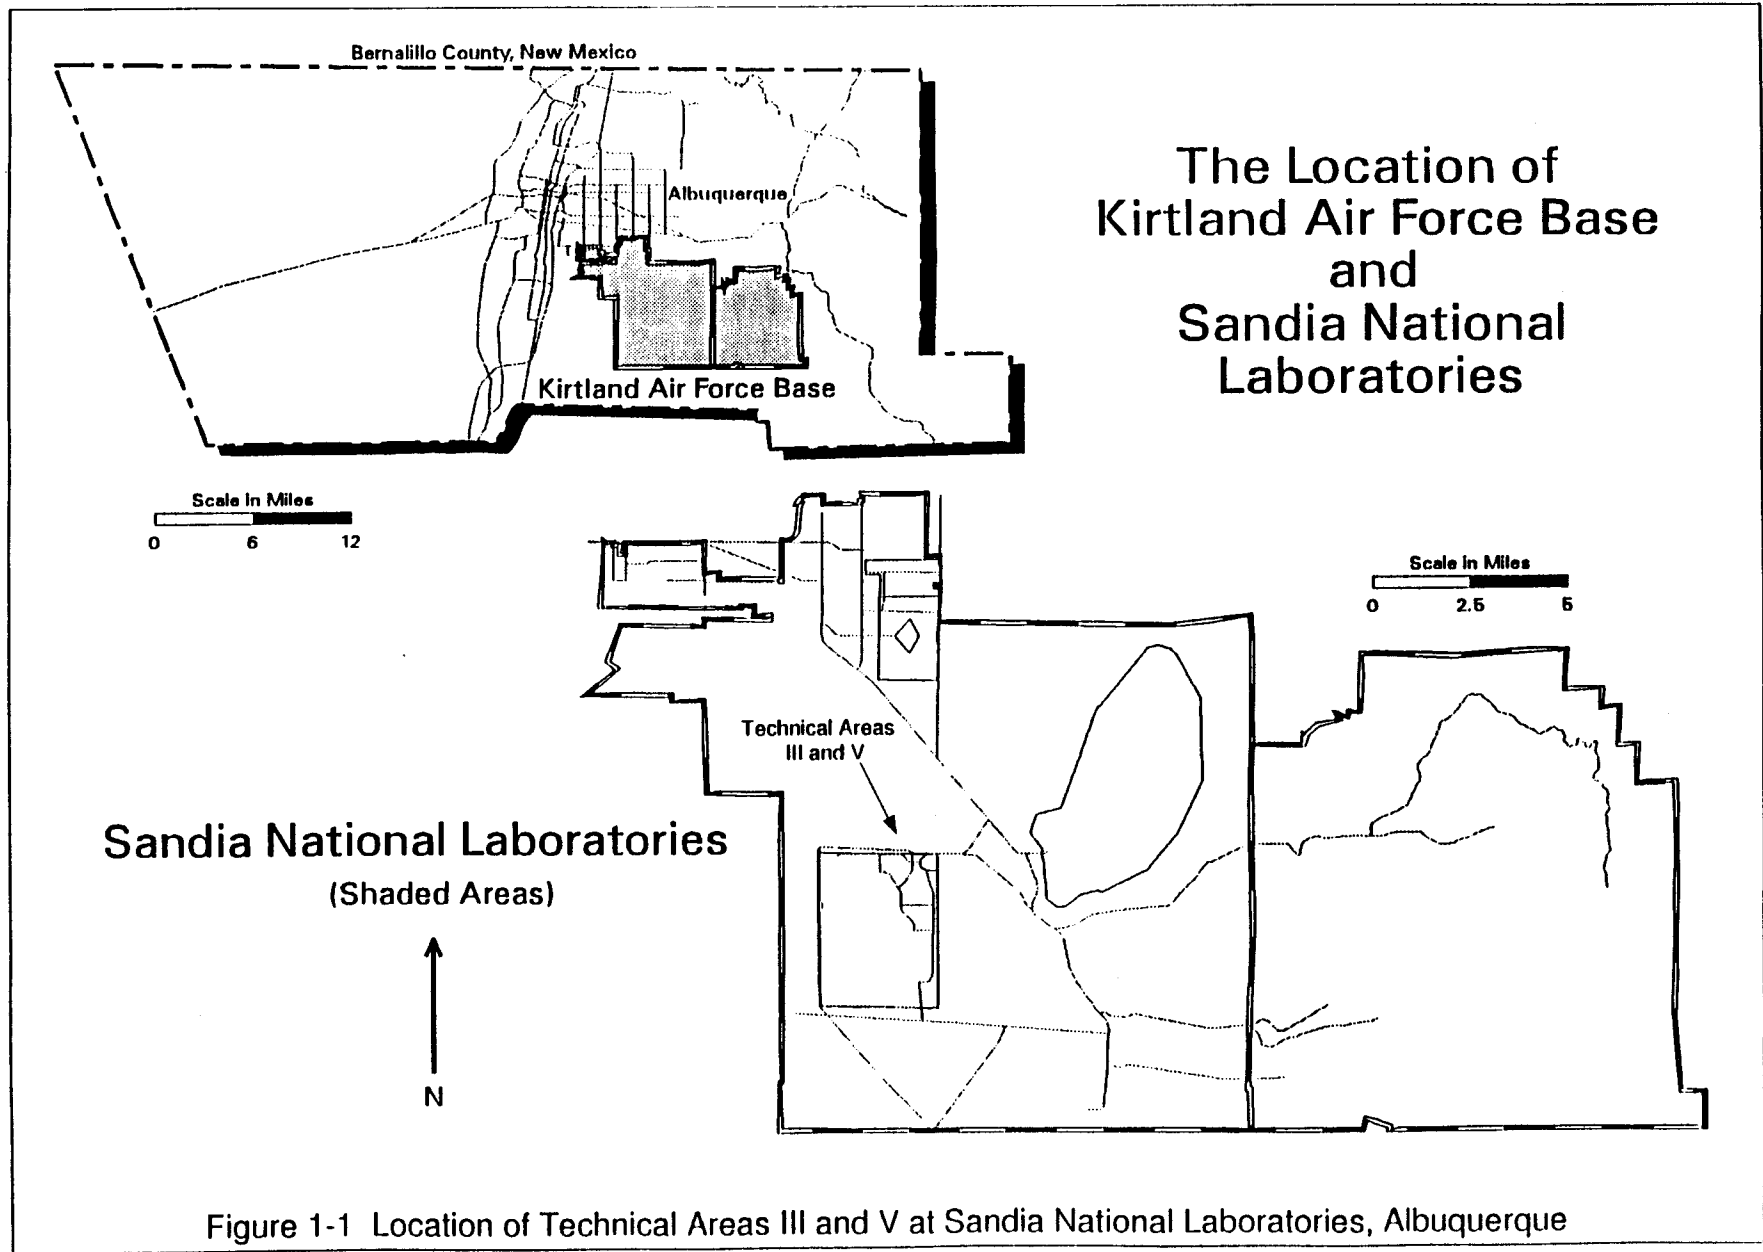 Bernalillo County, New Mexico
Albuquerque
Kirtland Air Force Base
The Location of
Kirtland Air Force Base
and
Sandia National
Laboratories
Scale in Miles
0 6 12
Scale in Miles
0 2.5 5
Technical Areas
III and V
Sandia National Laboratories
(Shaded Areas)
N
Figure 1-1 Location of Technical Areas III and V at Sandia National Laboratories, Albuquerque